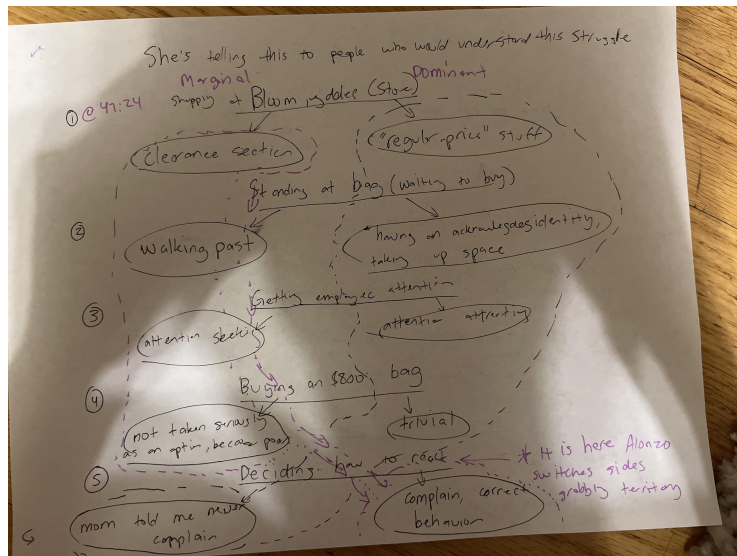 She's telling this to people who would understand this struggle
Marginal
Dominant
① @ 47:24 shopping at Bloomingdales (store)
clearance section
"regular-price" stuff
Standing at bag (waiting to buy)
②
walking past
having an acknowledged identity,
taking up space
Getting employee attention
③
attention seeking
attention attracting
Buying an $800 bag
④
not taken seriously
as an option, because poor
trivial
Deciding how to react
⑤
* It is here Alonzo
switches sides
grabbing territory
mom told me never
complain
complain, correct
behavior